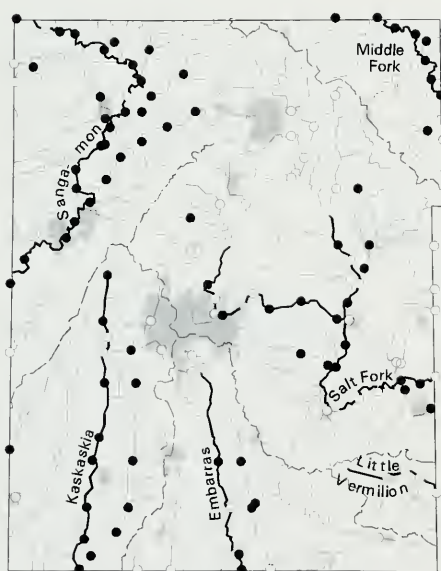 Middle
Fork
Sanga-
mon
Salt Fork
Kaskaskia
Embarras
Little
Vermilion